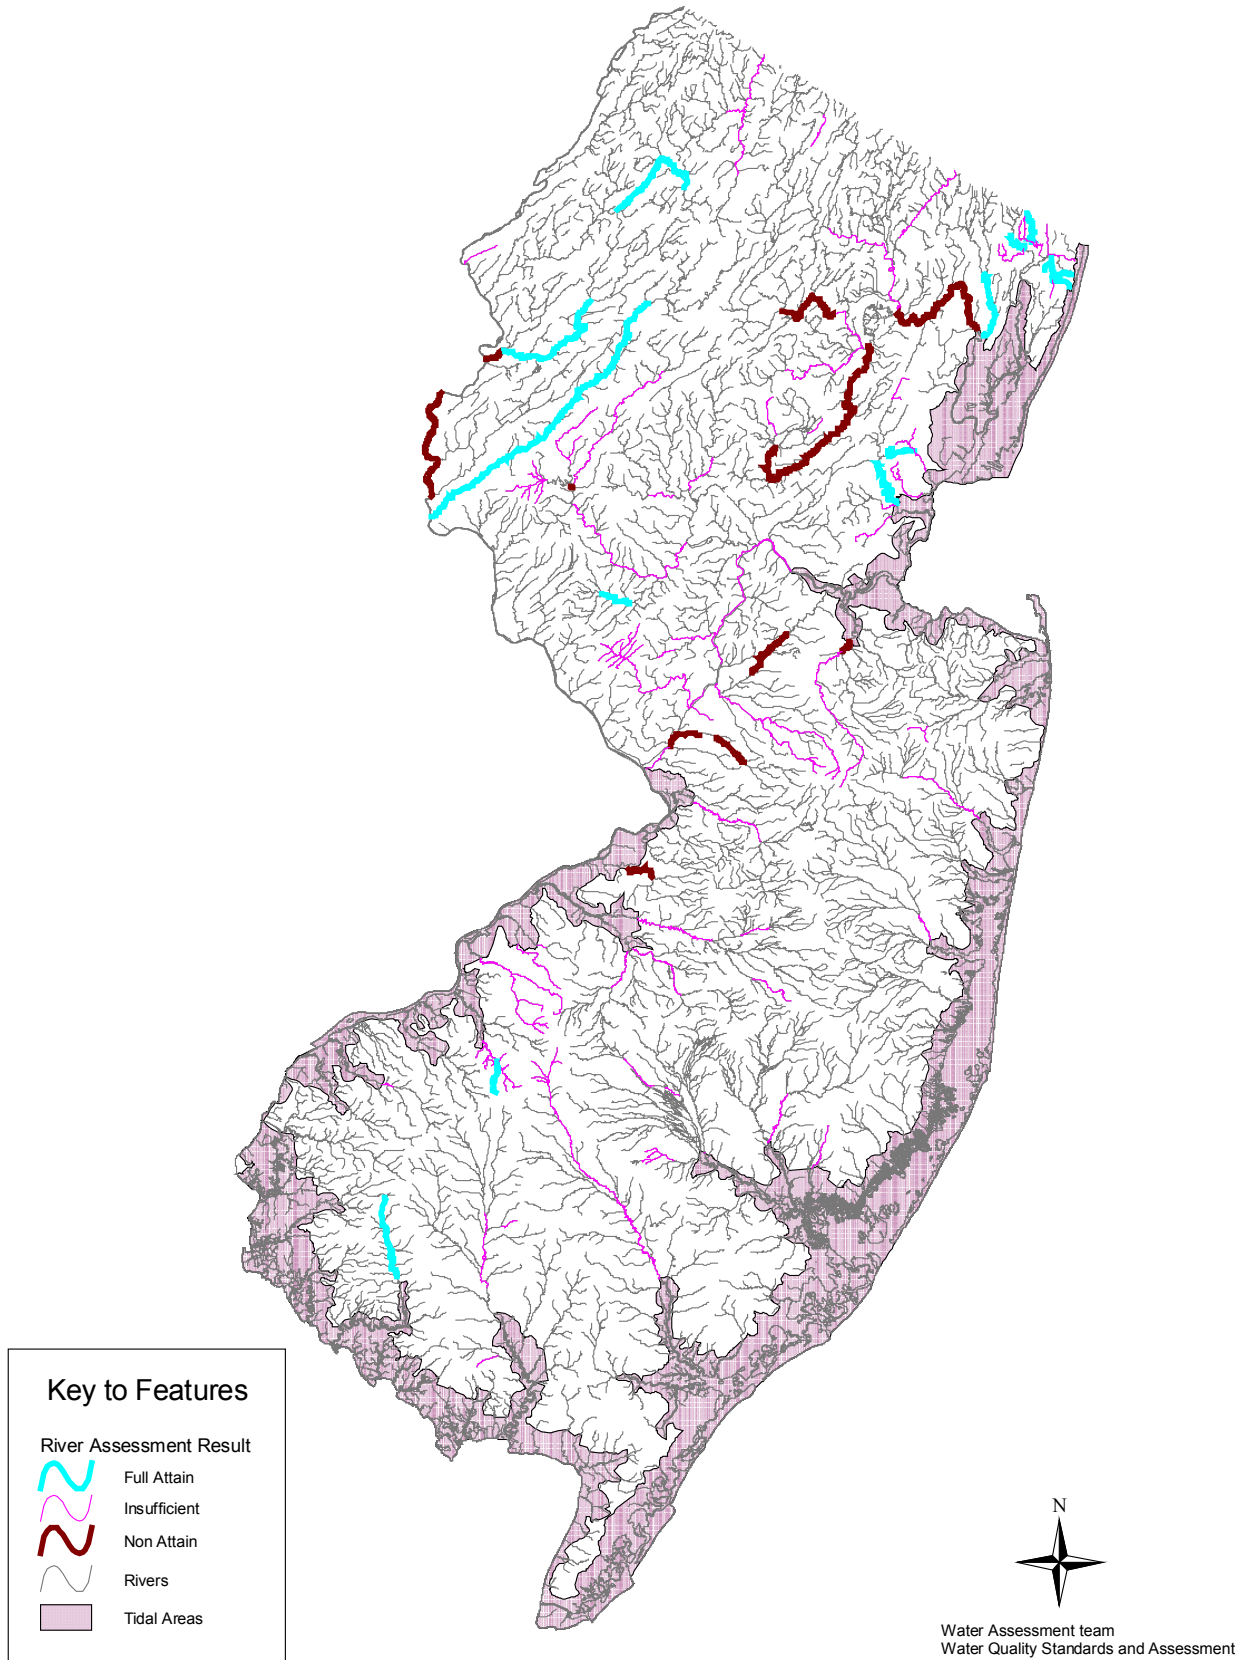 Key to Features
River Assessment Result
Full Attain
Insufficient
Non Attain
Rivers
Tidal Areas
N
Water Assessment team
Water Quality Standards and Assessment